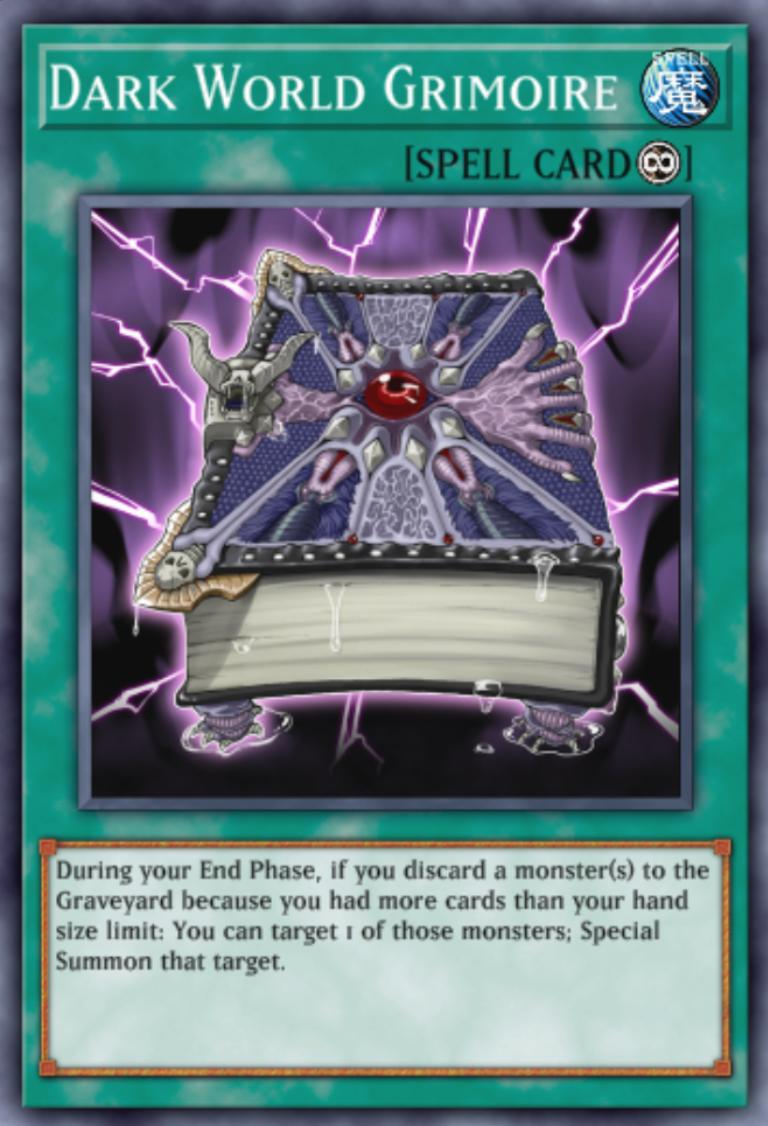 Dark World Grimoire
SPELL
魔
[SPELL CARD∞]
During your End Phase, if you discard a monster(s) to the
Graveyard because you had more cards than your hand
size limit: You can target 1 of those monsters; Special
Summon that target.